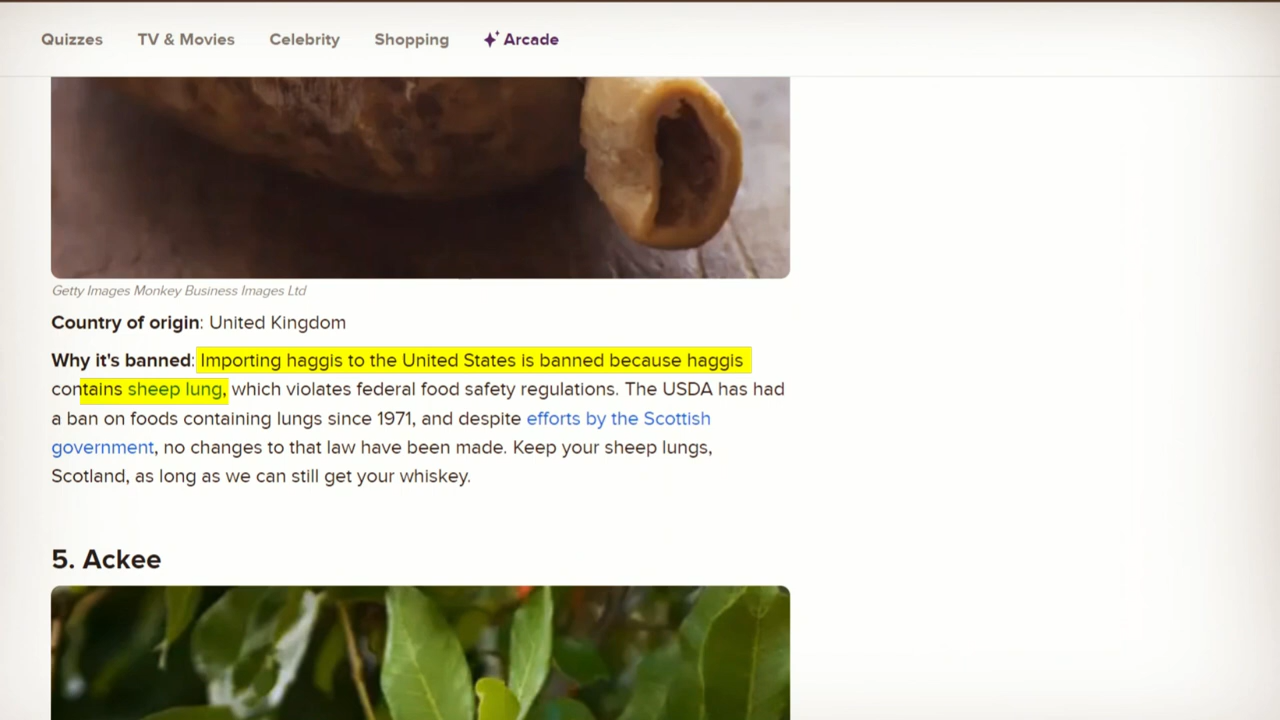 Quizzes TV & Movies Celebrity Shopping Arcade
Getty Images Monkey Business Images Ltd
Country of origin: United Kingdom
Why it's banned: Importing haggis to the United States is banned because haggis
contains sheep lung, which violates federal food safety regulations. The USDA has had
a ban on foods containing lungs since 1971, and despite efforts by the Scottish
government, no changes to that law have been made. Keep your sheep lungs,
Scotland, as long as we can still get your whiskey.
5. Ackee